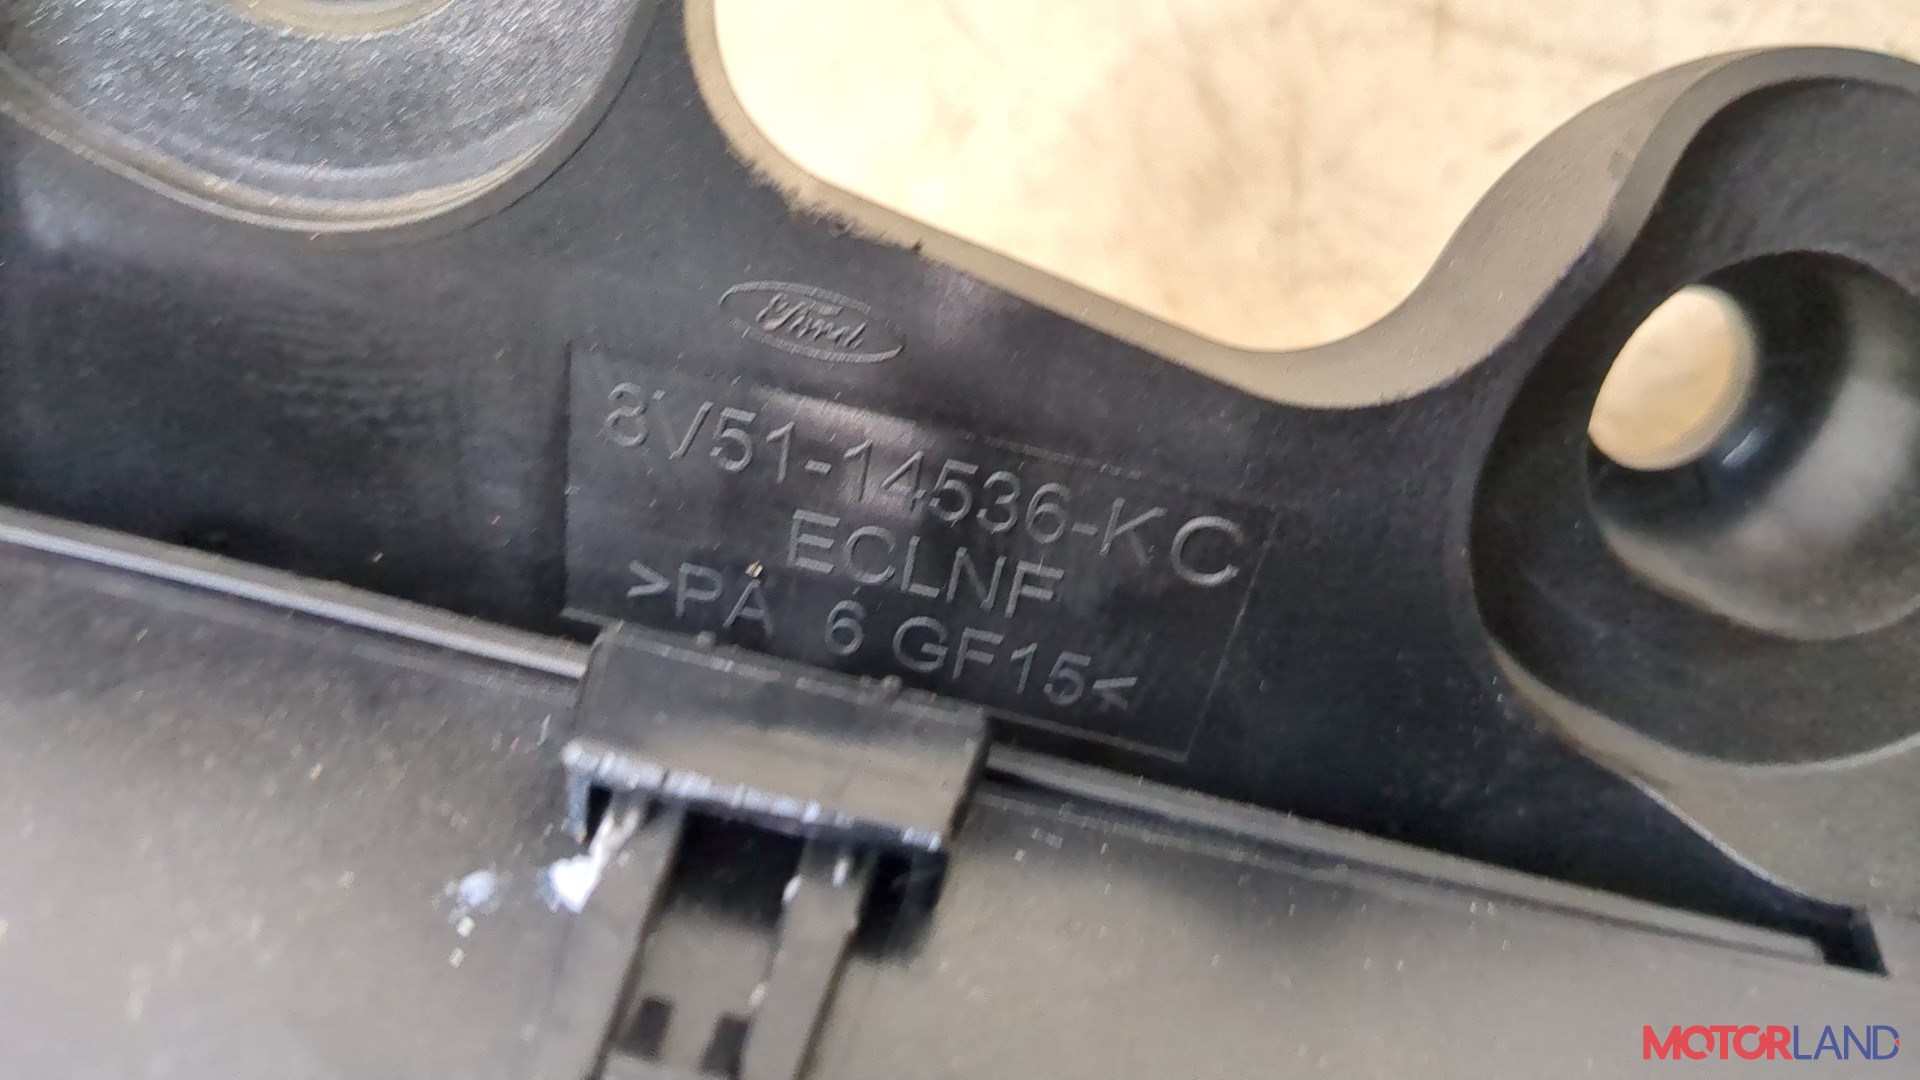 Ford
8V51-14536-KC
ECLNF
>PA 6 GF15<
MOTORLAND